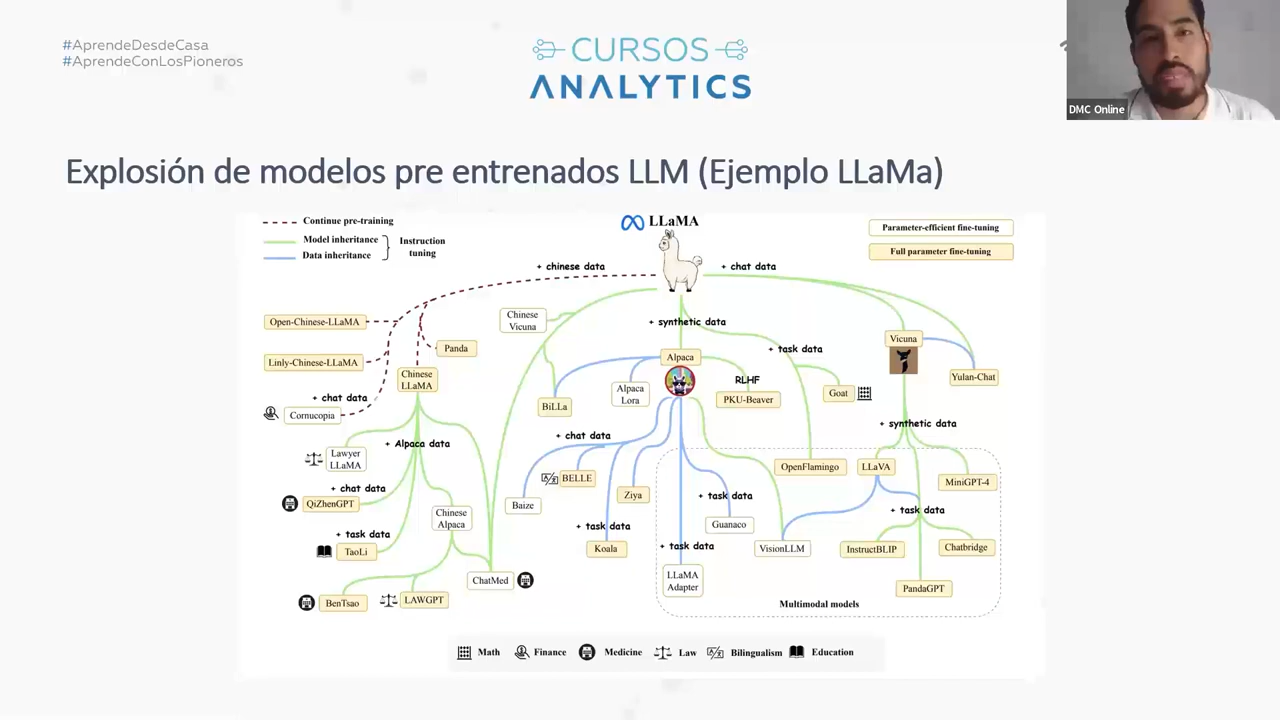 #AprendeDesdeCasa
#AprendeConLosPioneros
CURSOS
ANALYTICS
DMC Online
Explosión de modelos pre entrenados LLM (Ejemplo LLaMa)
Continue pre-training
Model inheritance
Data inheritance
Instruction
tuning
LLaMA
Parameter-efficient fine-tuning
Full parameter fine-tuning
+ chinese data
+ chat data
Open-Chinese-LLaMA
Linly-Chinese-LLaMA
Panda
Chinese
LLaMA
+ chat data
Cornucopia
Chinese
Vicuna
+ synthetic data
Alpaca
+ task data
Vicuna
Yulan-Chat
BiLLa
Alpaca
Lora
RLHF
PKU-Beaver
Goat
+ synthetic data
+ Alpaca data
+ chat data
Lawyer
LLaMA
+ chat data
QiZhenGPT
Chinese
Alpaca
+ task data
TaoLi
BenTsao
LAWGPT
ChatMed
Baize
BELLE
Ziya
+ task data
Koala
+ task data
Guanaco
+ task data
LLaMA
Adapter
OpenFlamingo
LLaVA
MiniGPT-4
+ task data
VisionLLM
InstructBLIP
Chatbridge
PandaGPT
Multimodal models
Math
Finance
Medicine
Law
Bilingualism
Education